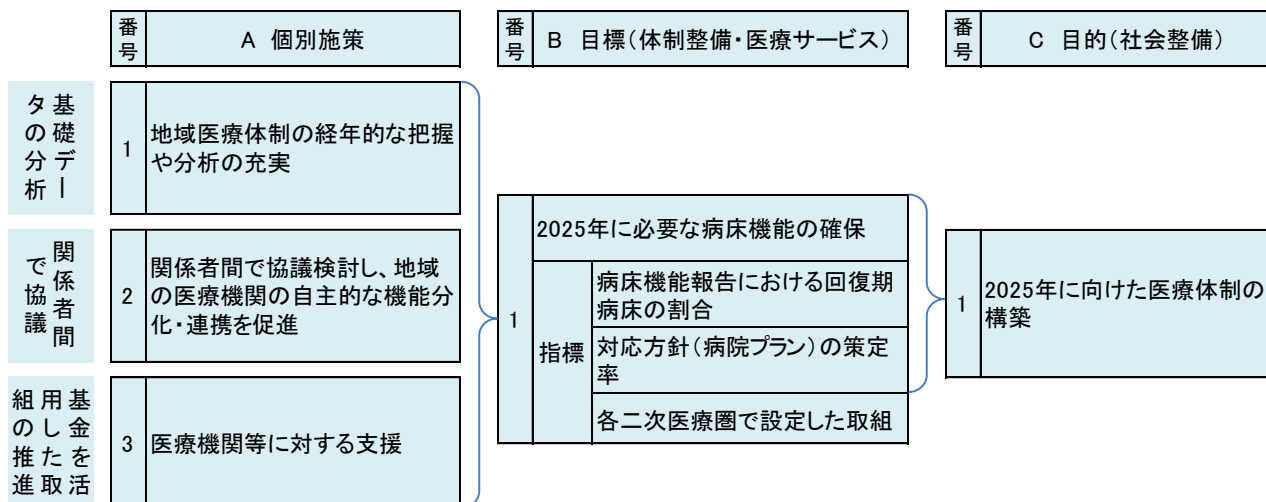 番号
A 個別施策
番号
B 目標(体制整備・医療サービス)
番号
C 目的(社会整備)
基礎デー
タの分析
1
地域医療体制の経年的な把握
や分析の充実
関係者間
で協議
2
関係者間で協議検討し、地域
の医療機関の自主的な機能分
化・連携を促進
基金を活
用した取
組の推進
3
医療機関等に対する支援
1
2025年に必要な病床機能の確保
指標
病床機能報告における回復期
病床の割合
対応方針(病院プラン)の策定
率
各二次医療圏で設定した取組
1
2025年に向けた医療体制の
構築